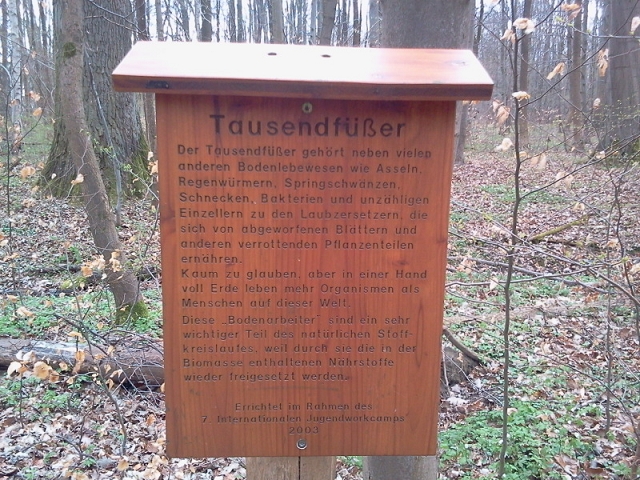 Tausendfüßer
Der Tausendfüßer gehört neben vielen
anderen Bodenlebewesen wie Asseln,
Regenwürmern, Springschwänzen,
Schnecken, Bakterien und unzähligen
Einzellern zu den Laubzersetzern, die
sich von abgeworfenen Blättern und
anderen verrottenden Pflanzenteilen
ernähren.
Kaum zu glauben, aber in einer Hand
voll Erde leben mehr Organismen als
Menschen auf dieser Welt.
Diese „Bodenarbeiter“ sind ein sehr
wichtiger Teil des natürlichen Stoff-
kreislaufes, weil durch sie die in der
Biomasse enthaltenen Nährstoffe
wieder freigesetzt werden.
Errichtet im Rahmen des
"7. Internationalen Jugendworkcamps"
2003